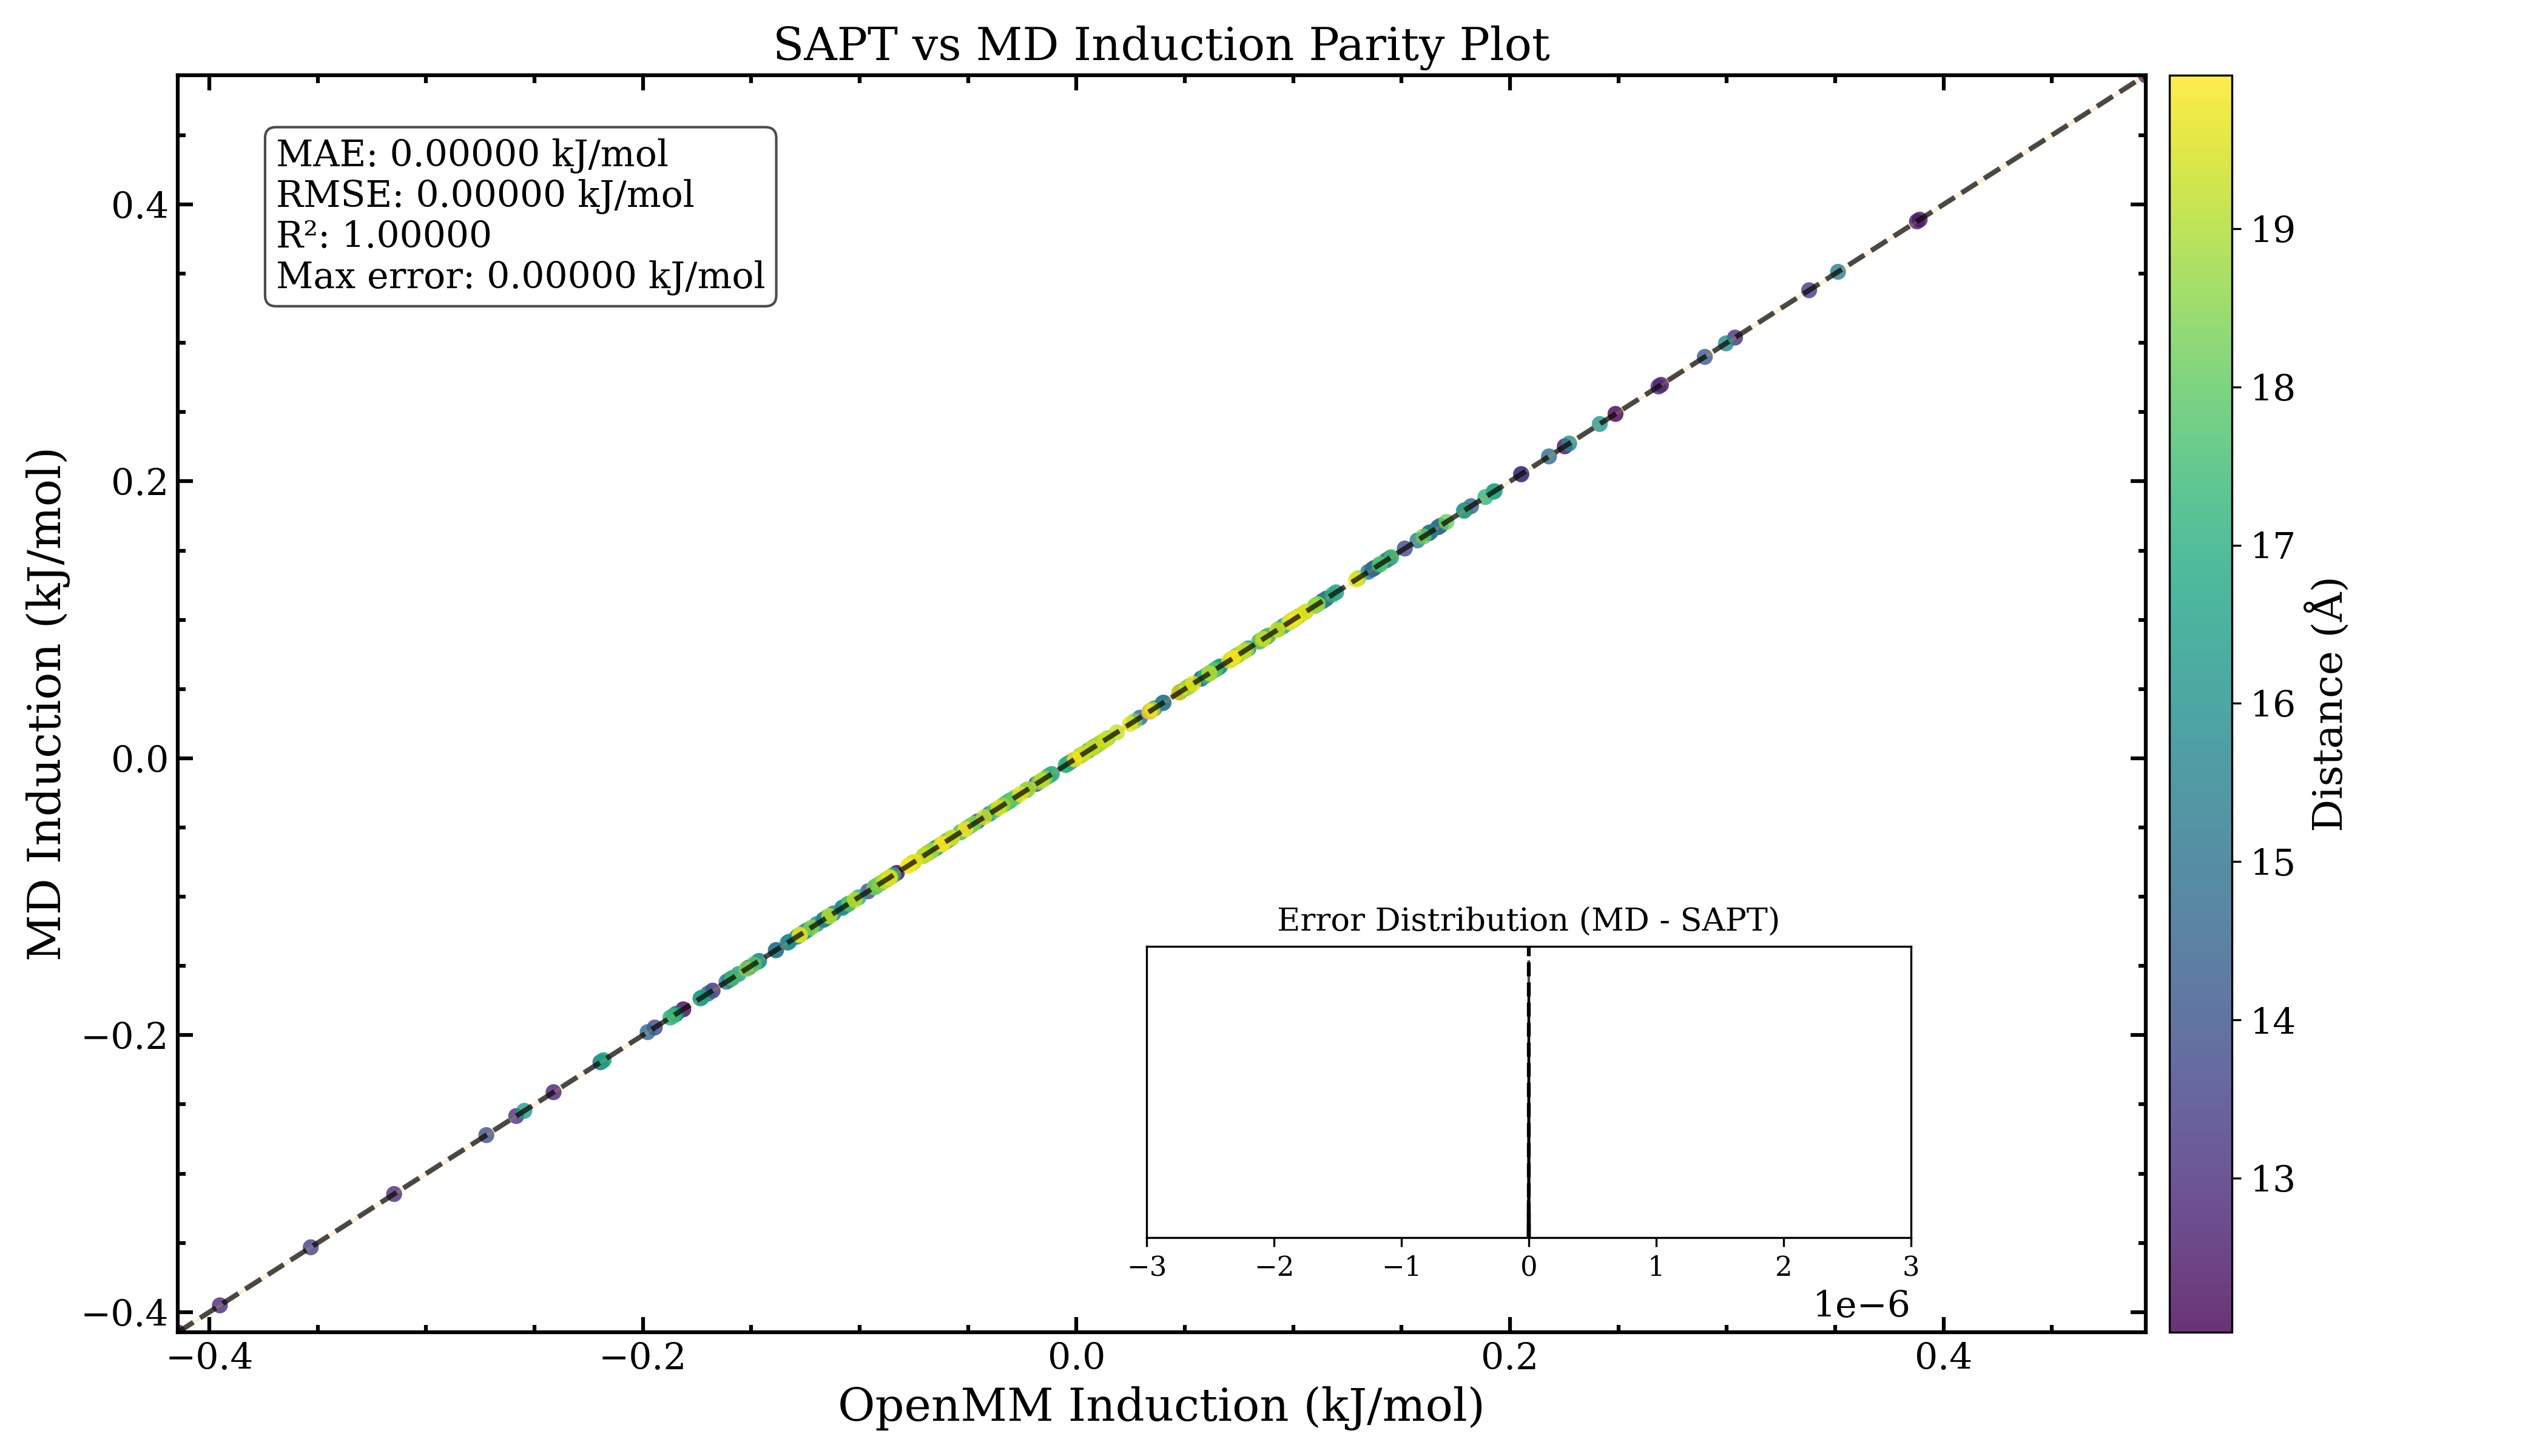 SAPT vs MD Induction Parity Plot
MAE: 0.00000 kJ/mol
RMSE: 0.00000 kJ/mol
R²: 1.00000
Max error: 0.00000 kJ/mol
MD Induction (kJ/mol)
0.4
0.2
0.0
−0.2
−0.4
Error Distribution (MD - SAPT)
−3 −2 −1 0 1 2 3
1e−6
−0.4 −0.2 0.0 0.2 0.4
OpenMM Induction (kJ/mol)
19
18
17
16
15
14
13
Distance (Å)